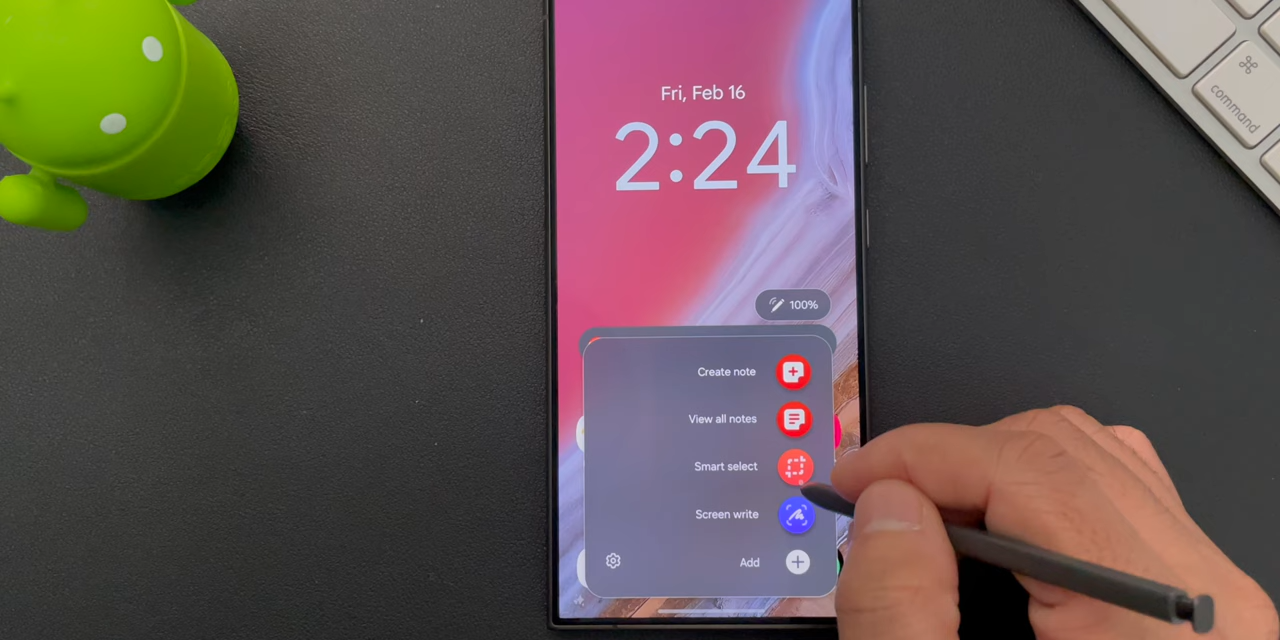 Fri, Feb 16
2:24
100%
Create note
View all notes
Smart select
Screen write
Add
⌘
command